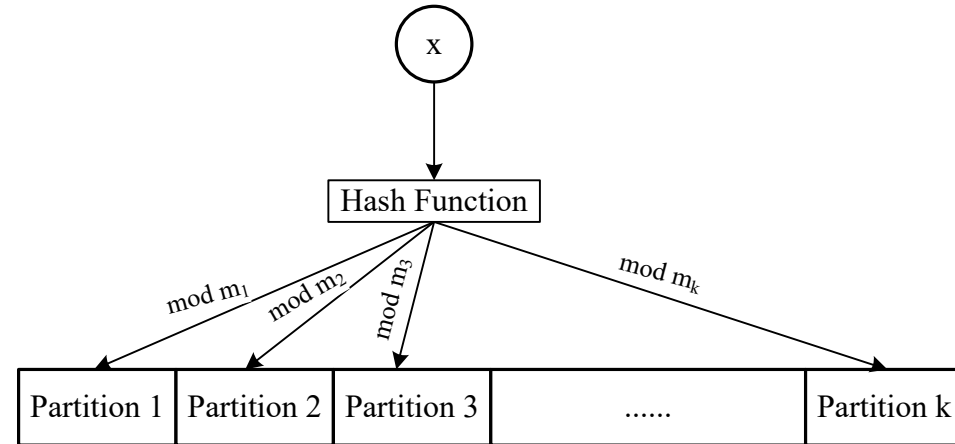 x
Hash Function
mod m₁
mod m₂
mod m₃
mod mₖ
Partition 1
Partition 2
Partition 3
......
Partition k